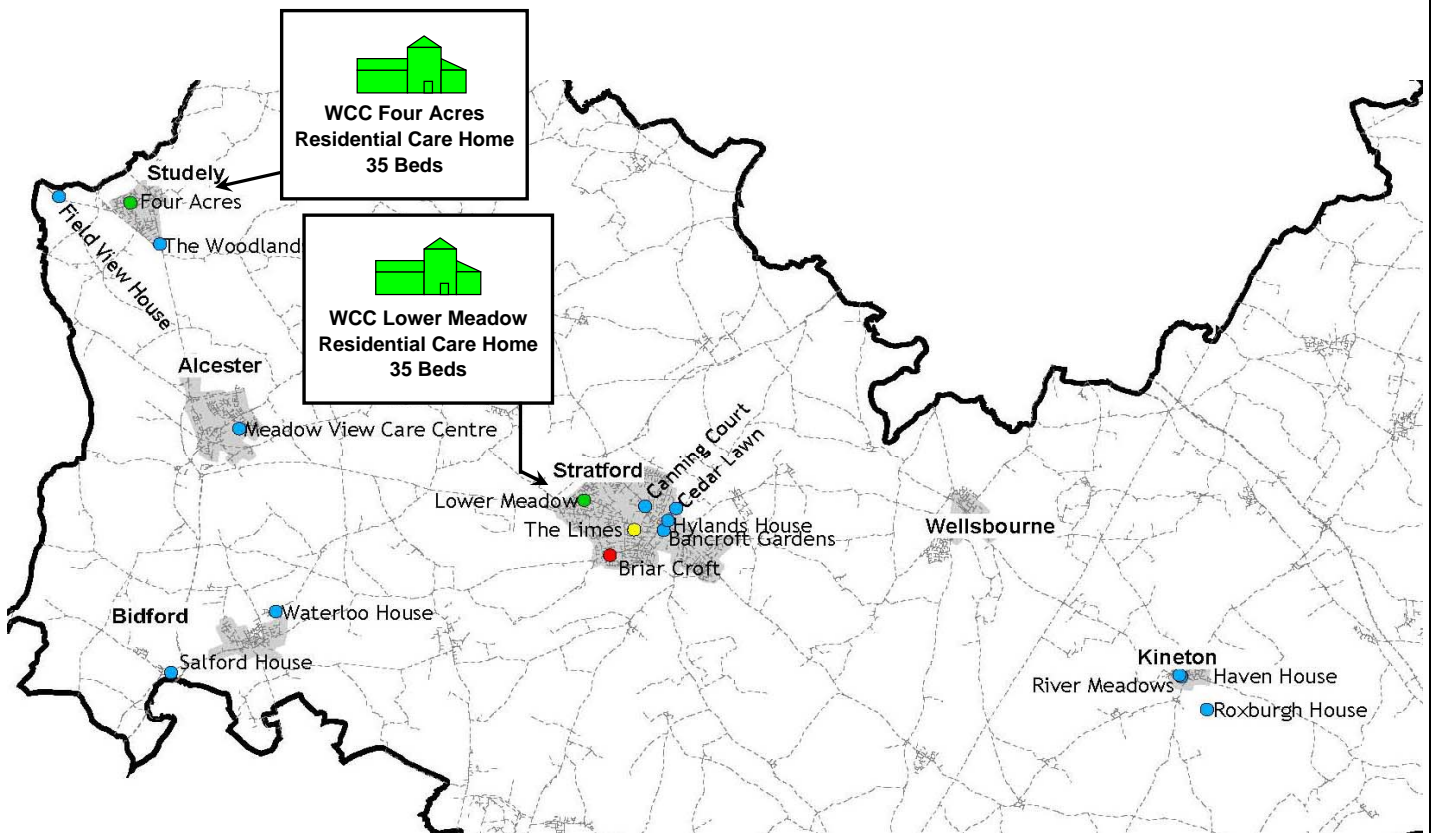 WCC Four Acres
Residential Care Home
35 Beds
Studely
Four Acres
Field View House
The Woodland
WCC Lower Meadow
Residential Care Home
35 Beds
Alcester
Meadow View Care Centre
Canning Court
Cedar Lawn
Stratford
Lower Meadow
The Limes
Hylands House
Bancroft Gardens
Briar Croft
Wellsbourne
Bidford
Waterloo House
Salford House
Kineton
Haven House
River Meadows
Roxburgh House